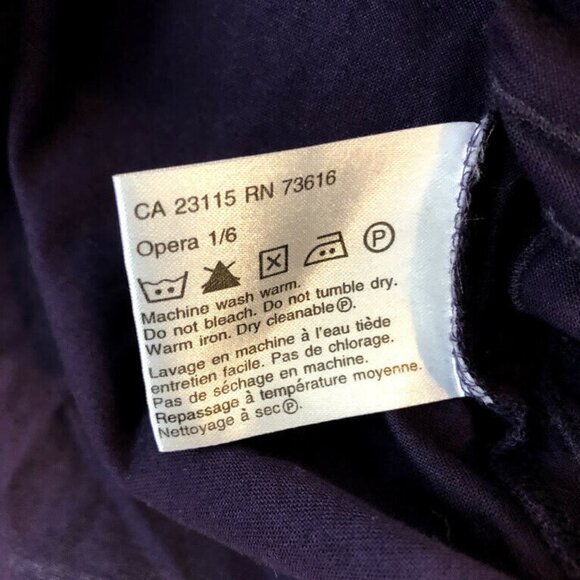 CA 23115 RN 73616
Opera 1/6
P
Machine wash warm.
Do not bleach. Do not tumble dry.
Warm iron. Dry cleanable Ⓟ.
Lavage en machine à l'eau tiède
entretien facile. Pas de chlorage.
Pas de séchage en machine.
Repassage à température moyenne.
Nettoyage à sec Ⓟ.